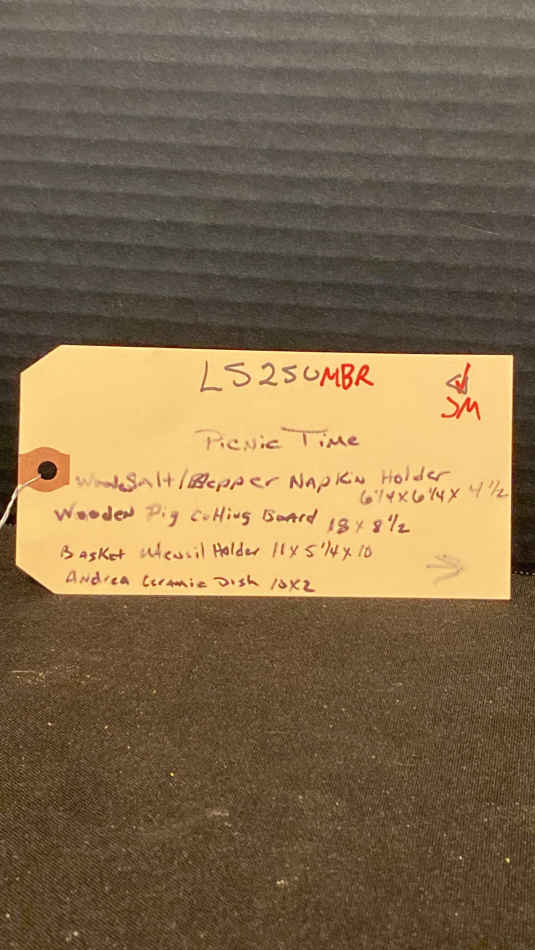 LS250MBR
JM
Picnic Time
Wood Salt/Pepper Napkin Holder
6 1/4 X 6 1/4 X 4 1/2
Wooden Pig Cutting Board 18 X 8 1/2
Basket Utensil Holder 11 X 5 1/4 X 10
Andrea Ceramic Dish 10X2